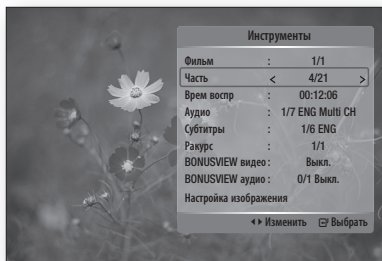 Инструменты
Фильм : 1/1
Часть < 4/21 >
Врем воспр : 00:12:06
Аудио : 1/7 ENG Multi CH
Субтитры : 1/6 ENG
Ракурс : 1/1
BONUSVIEW видео : Выкл.
BONUSVIEW аудио : 0/1 Выкл.
Настройка изображения
Изменить Выбрать